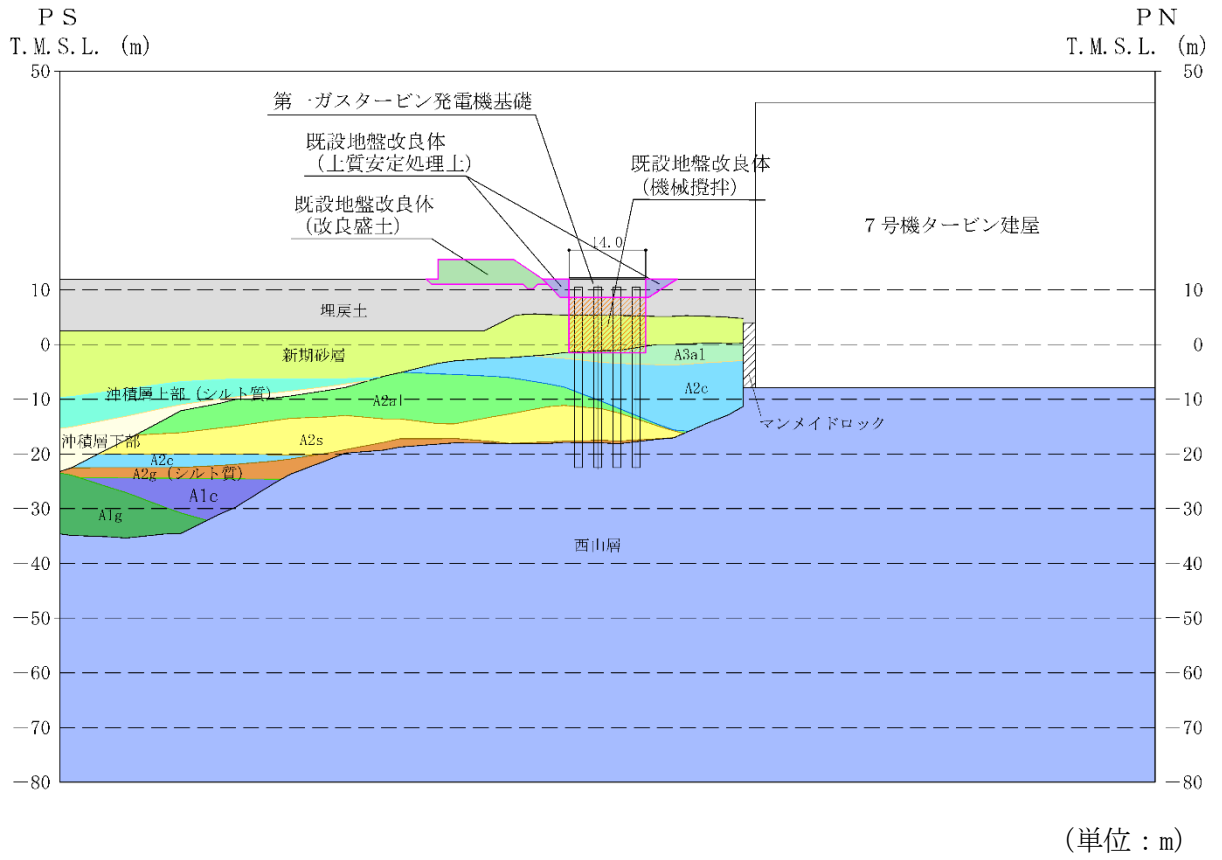 PS
PN
T.M.S.L. (m)
T.M.S.L. (m)
50
50
第一ガスタービン発電機基礎
既設地盤改良体
(土質安定処理土)
既設地盤改良体
(機械攪拌)
既設地盤改良体
(改良盛土)
7号機タービン建屋
14.0
10
10
埋戻土
0
0
新期砂層
A3al
沖積層上部(シルト質)
A2c
-10
-10
A2al
マンメイドロック
沖積層下部
A2s
-20
-20
A2c
A2g(シルト質)
A1c
-30
-30
A1g
西山層
-40
-40
-50
-50
-60
-60
-70
-70
-80
-80
(単位:m)